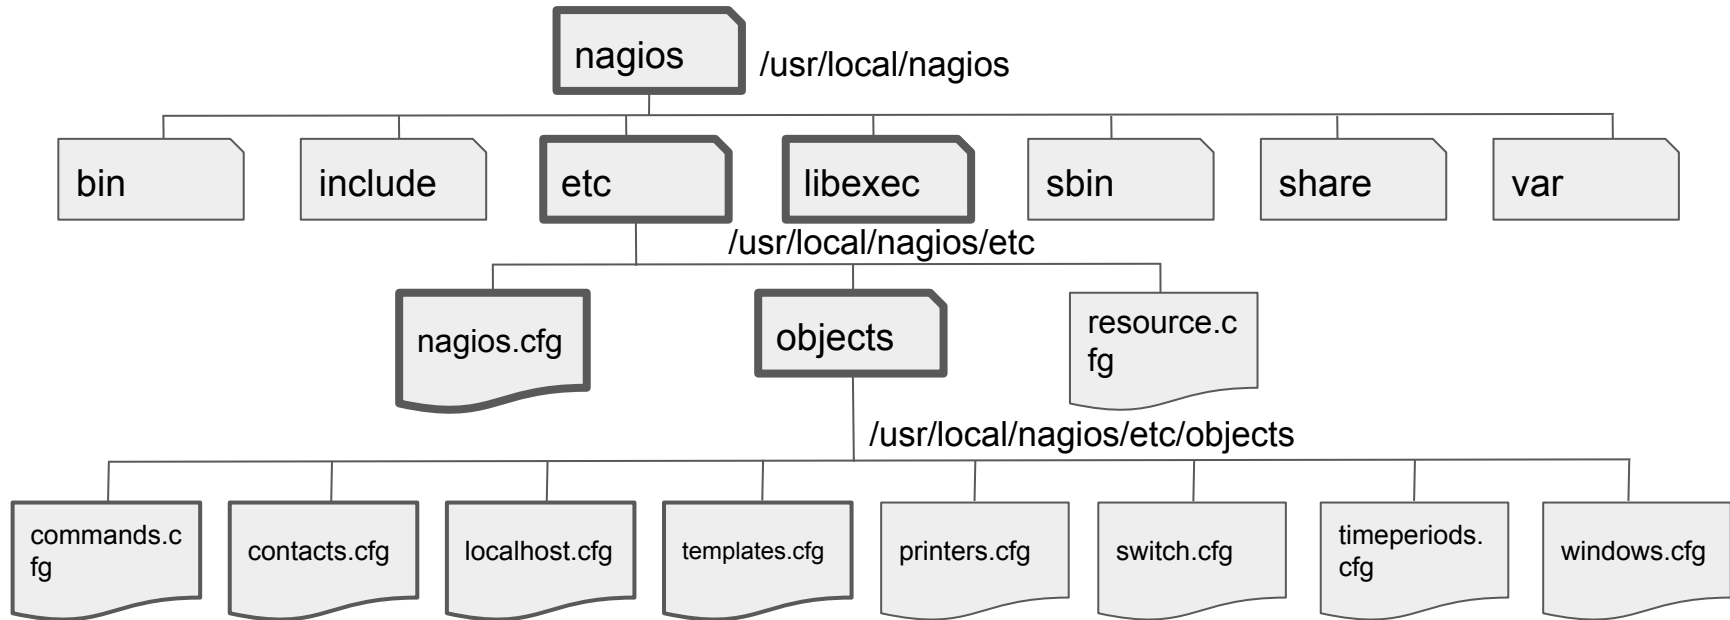 nagios
/usr/local/nagios
bin
include
etc
libexec
sbin
share
var
/usr/local/nagios/etc
nagios.cfg
objects
resource.c
fg
/usr/local/nagios/etc/objects
commands.c
fg
contacts.cfg
localhost.cfg
templates.cfg
printers.cfg
switch.cfg
timeperiods.
cfg
windows.cfg